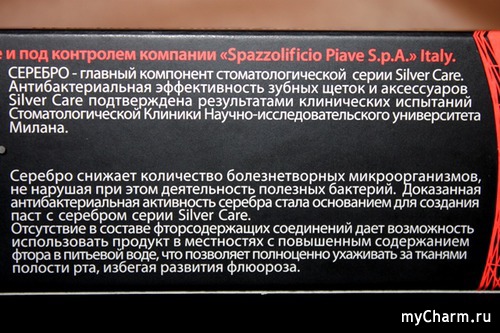 е и под контролем компании «Spazzolificio Piave S.p.A.» Italy.
СЕРЕБРО - главный компонент стоматологической серии Silver Care.
Антибактериальная эффективность зубных щеток и аксессуаров
Silver Care подтверждена результатами клинических испытаний
Стоматологической Клиники Научно-исследовательского университета
Милана.
Серебро снижает количество болезнетворных микроорганизмов,
не нарушая при этом деятельность полезных бактерий. Доказанная
антибактериальная активность серебра стала основанием для создания
паст с серебром серии Silver Care.
Отсутствие в составе фторсодержащих соединений дает возможность
использовать продукт в местностях с повышенным содержанием
фтора в питьевой воде, что позволяет полноценно ухаживать за тканями
полости рта, избегая развития флюороза.
myCharm.ru